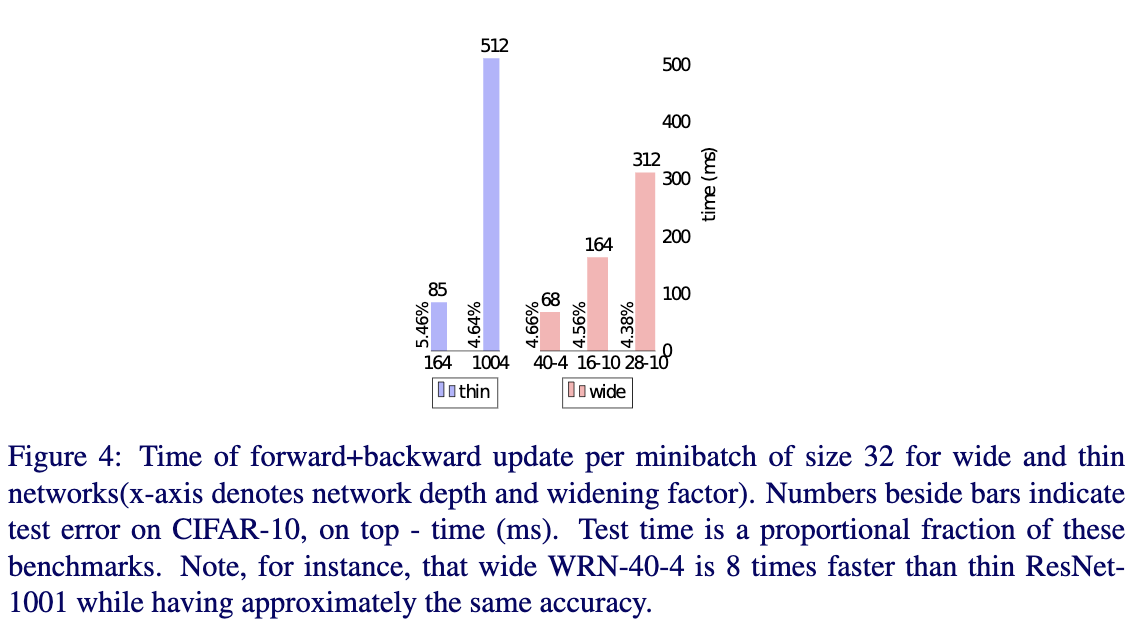 512
500
400
312
300
time (ms)
164
200
85
68
100
5.46%
4.64%
4.66%
4.56%
4.38%
0
164 1004 40-4 16-10 28-10
thin wide
Figure 4: Time of forward+backward update per minibatch of size 32 for wide and thin
networks(x-axis denotes network depth and widening factor). Numbers beside bars indicate
test error on CIFAR-10, on top - time (ms). Test time is a proportional fraction of these
benchmarks. Note, for instance, that wide WRN-40-4 is 8 times faster than thin ResNet-
1001 while having approximately the same accuracy.